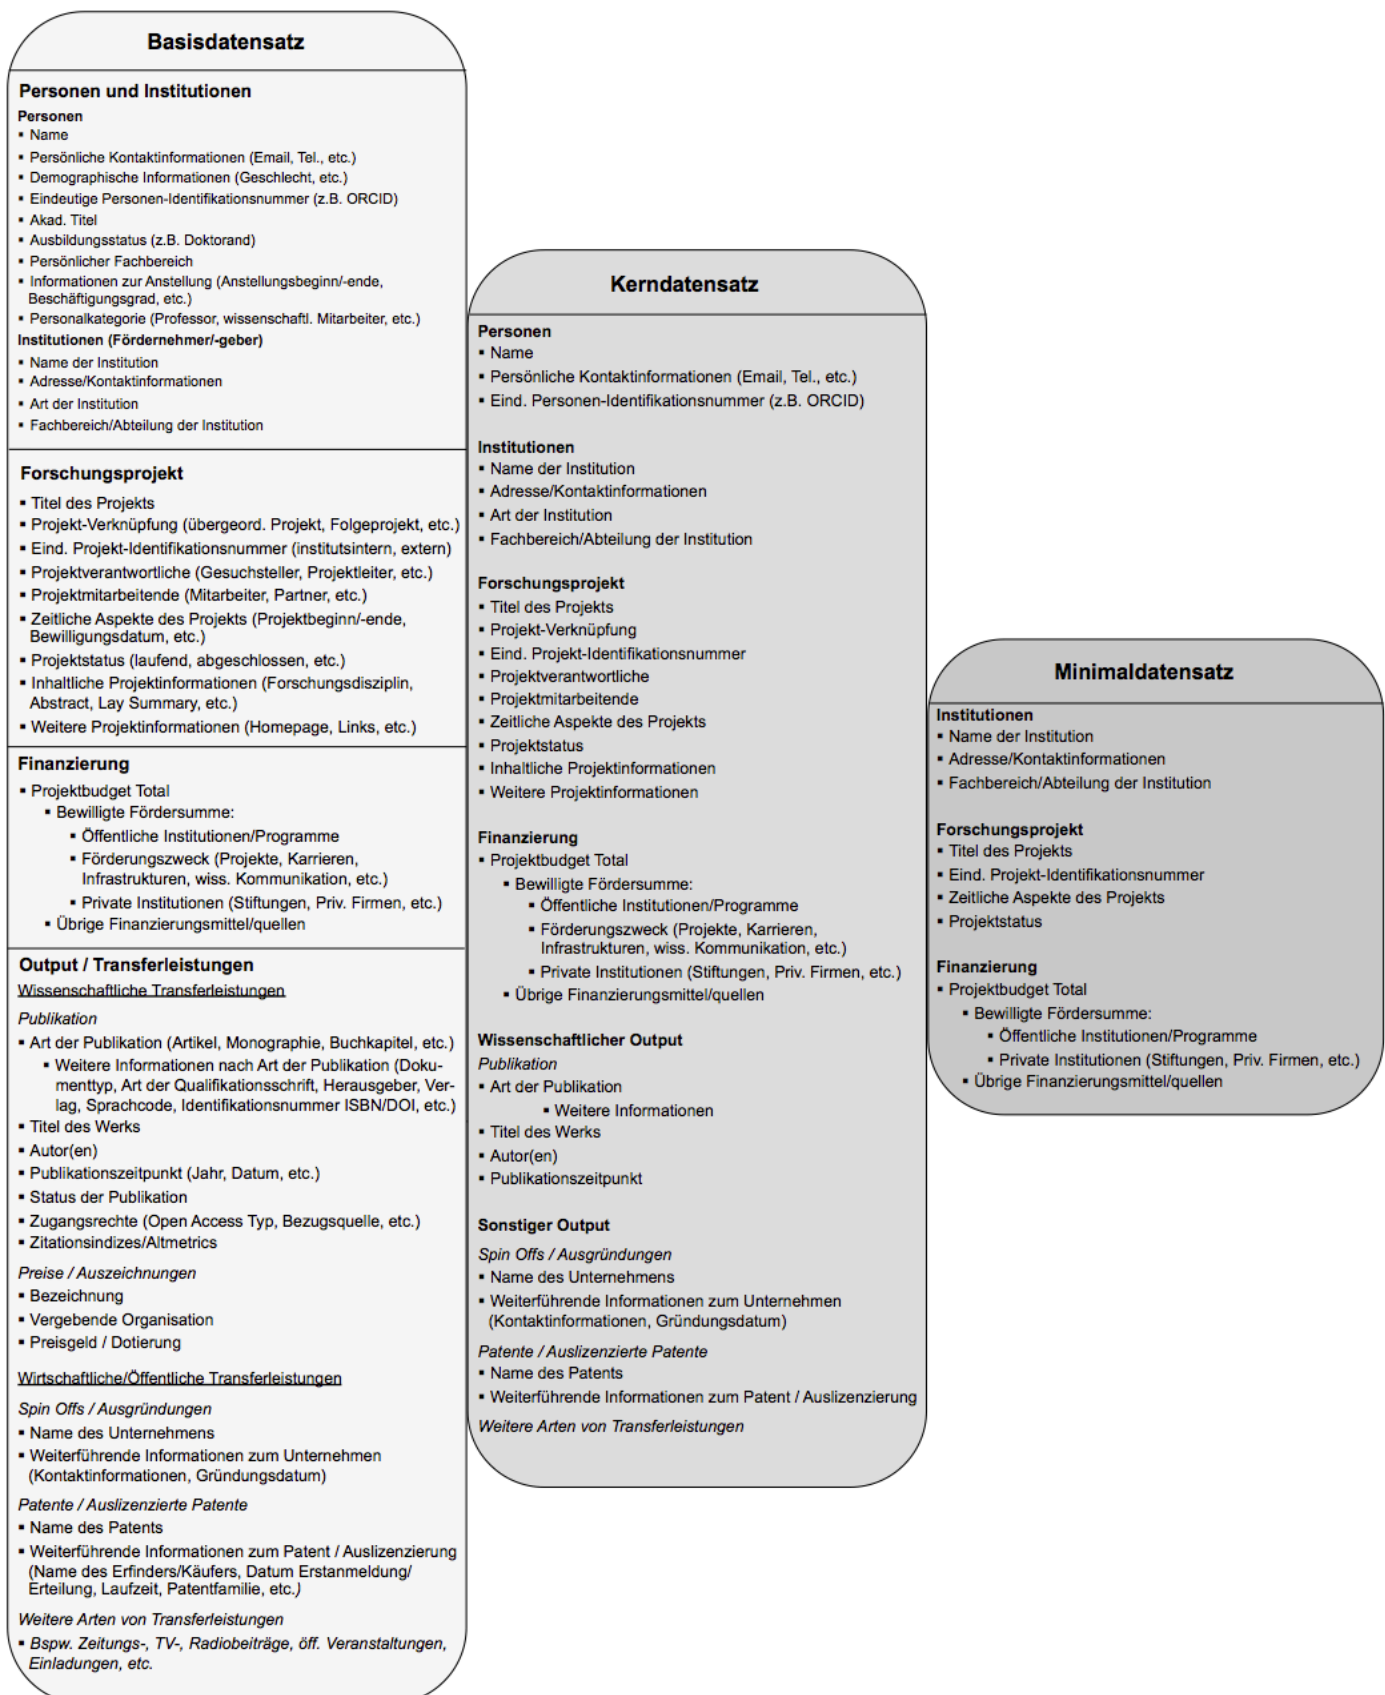 Basisdatensatz
Personen und Institutionen
Personen
▪ Name
▪ Persönliche Kontaktinformationen (Email, Tel., etc.)
▪ Demographische Informationen (Geschlecht, etc.)
▪ Eindeutige Personen-Identifikationsnummer (z.B. ORCID)
▪ Akad. Titel
▪ Ausbildungsstatus (z.B. Doktorand)
▪ Persönlicher Fachbereich
▪ Informationen zur Anstellung (Anstellungsbeginn/-ende,
Beschäftigungsgrad, etc.)
▪ Personalkategorie (Professor, wissenschaftl. Mitarbeiter, etc.)
Institutionen (Fördernehmer/-geber)
▪ Name der Institution
▪ Adresse/Kontaktinformationen
▪ Art der Institution
▪ Fachbereich/Abteilung der Institution
Forschungsprojekt
▪ Titel des Projekts
▪ Projekt-Verknüpfung (übergeord. Projekt, Folgeprojekt, etc.)
▪ Eind. Projekt-Identifikationsnummer (institutsintern, extern)
▪ Projektverantwortliche (Gesuchsteller, Projektleiter, etc.)
▪ Projektmitarbeitende (Mitarbeiter, Partner, etc.)
▪ Zeitliche Aspekte des Projekts (Projektbeginn/-ende,
Bewilligungsdatum, etc.)
▪ Projektstatus (laufend, abgeschlossen, etc.)
▪ Inhaltliche Projektinformationen (Forschungsdisziplin,
Abstract, Lay Summary, etc.)
▪ Weitere Projektinformationen (Homepage, Links, etc.)
Finanzierung
▪ Projektbudget Total
▪ Bewilligte Fördersumme:
▪ Öffentliche Institutionen/Programme
▪ Förderungszweck (Projekte, Karrieren,
Infrastrukturen, wiss. Kommunikation, etc.)
▪ Private Institutionen (Stiftungen, Priv. Firmen, etc.)
▪ Übrige Finanzierungsmittel/quellen
Output / Transferleistungen
Wissenschaftliche Transferleistungen
Publikation
▪ Art der Publikation (Artikel, Monographie, Buchkapitel, etc.)
▪ Weitere Informationen nach Art der Publikation (Doku-
menttyp, Art der Qualifikationsschrift, Herausgeber, Ver-
lag, Sprachcode, Identifikationsnummer ISBN/DOI, etc.)
▪ Titel des Werks
▪ Autor(en)
▪ Publikationszeitpunkt (Jahr, Datum, etc.)
▪ Status der Publikation
▪ Zugangsrechte (Open Access Typ, Bezugsquelle, etc.)
▪ Zitationsindizes/Altmetrics
Preise / Auszeichnungen
▪ Bezeichnung
▪ Vergebende Organisation
▪ Preisgeld / Dotierung
Wirtschaftliche/Öffentliche Transferleistungen
Spin Offs / Ausgründungen
▪ Name des Unternehmens
▪ Weiterführende Informationen zum Unternehmen
(Kontaktinformationen, Gründungsdatum)
Patente / Auslizenzierte Patente
▪ Name des Patents
▪ Weiterführende Informationen zum Patent / Auslizenzierung
(Name des Erfinders/Käufers, Datum Erstanmeldung/
Erteilung, Laufzeit, Patentfamilie, etc.)
Weitere Arten von Transferleistungen
▪ Bspw. Zeitungs-, TV-, Radiobeiträge, öff. Veranstaltungen,
Einladungen, etc.
Kerndatensatz
Personen
▪ Name
▪ Persönliche Kontaktinformationen (Email, Tel., etc.)
▪ Eind. Personen-Identifikationsnummer (z.B. ORCID)
Institutionen
▪ Name der Institution
▪ Adresse/Kontaktinformationen
▪ Art der Institution
▪ Fachbereich/Abteilung der Institution
Forschungsprojekt
▪ Titel des Projekts
▪ Projekt-Verknüpfung
▪ Eind. Projekt-Identifikationsnummer
▪ Projektverantwortliche
▪ Projektmitarbeitende
▪ Zeitliche Aspekte des Projekts
▪ Projektstatus
▪ Inhaltliche Projektinformationen
▪ Weitere Projektinformationen
Finanzierung
▪ Projektbudget Total
▪ Bewilligte Fördersumme:
▪ Öffentliche Institutionen/Programme
▪ Förderungszweck (Projekte, Karrieren,
Infrastrukturen, wiss. Kommunikation, etc.)
▪ Private Institutionen (Stiftungen, Priv. Firmen, etc.)
▪ Übrige Finanzierungsmittel/quellen
Wissenschaftlicher Output
Publikation
▪ Art der Publikation
▪ Weitere Informationen
▪ Titel des Werks
▪ Autor(en)
▪ Publikationszeitpunkt
Sonstiger Output
Spin Offs / Ausgründungen
▪ Name des Unternehmens
▪ Weiterführende Informationen zum Unternehmen
(Kontaktinformationen, Gründungsdatum)
Patente / Auslizenzierte Patente
▪ Name des Patents
▪ Weiterführende Informationen zum Patent / Auslizenzierung
Weitere Arten von Transferleistungen
Minimaldatensatz
Institutionen
▪ Name der Institution
▪ Adresse/Kontaktinformationen
▪ Fachbereich/Abteilung der Institution
Forschungsprojekt
▪ Titel des Projekts
▪ Eind. Projekt-Identifikationsnummer
▪ Zeitliche Aspekte des Projekts
▪ Projektstatus
Finanzierung
▪ Projektbudget Total
▪ Bewilligte Fördersumme:
▪ Öffentliche Institutionen/Programme
▪ Private Institutionen (Stiftungen, Priv. Firmen, etc.)
▪ Übrige Finanzierungsmittel/quellen